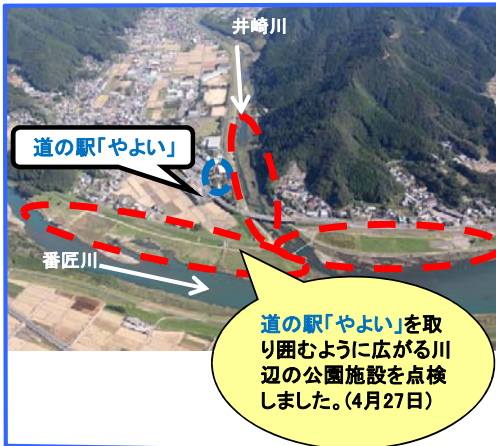 井崎川
道の駅「やよい」
番匠川
道の駅「やよい」を取
り囲むように広がる川
辺の公園施設を点検
しました。(4月27日)